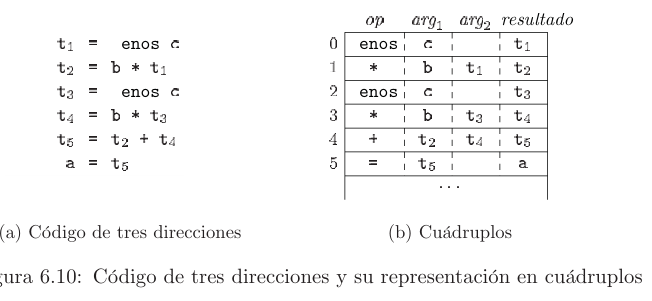 t₁ = enos c
t₂ = b * t₁
t₃ = enos c
t₄ = b * t₃
t₅ = t₂ + t₄
a = t₅
op arg₁ arg₂ resultado
0 enos c t₁
1 * b t₁ t₂
2 enos c t₃
3 * b t₃ t₄
4 + t₂ t₄ t₅
5 = t₅ a
...
(a) Código de tres direcciones
(b) Cuádruplos
gura 6.10: Código de tres direcciones y su representación en cuádruplos